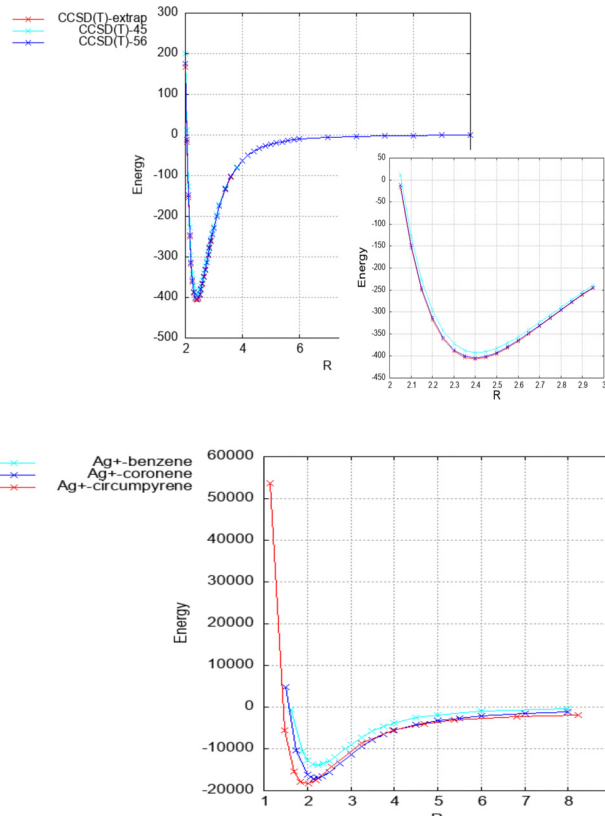 CCSD(T)-extrap
CCSD(T)-45
CCSD(T)-56
300
200
100
0
-100
-200
-300
-400
-500
Energy
2
4
6
R
50
0
-50
-100
-150
-200
-250
-300
-350
-400
-450
Energy
2 2.1 2.2 2.3 2.4 2.5 2.6 2.7 2.8 2.9 3
R
Ag+-benzene
Ag+-coronene
Ag+-circumpyrene
60000
50000
40000
30000
20000
10000
0
-10000
-20000
Energy
1 2 3 4 5 6 7 8